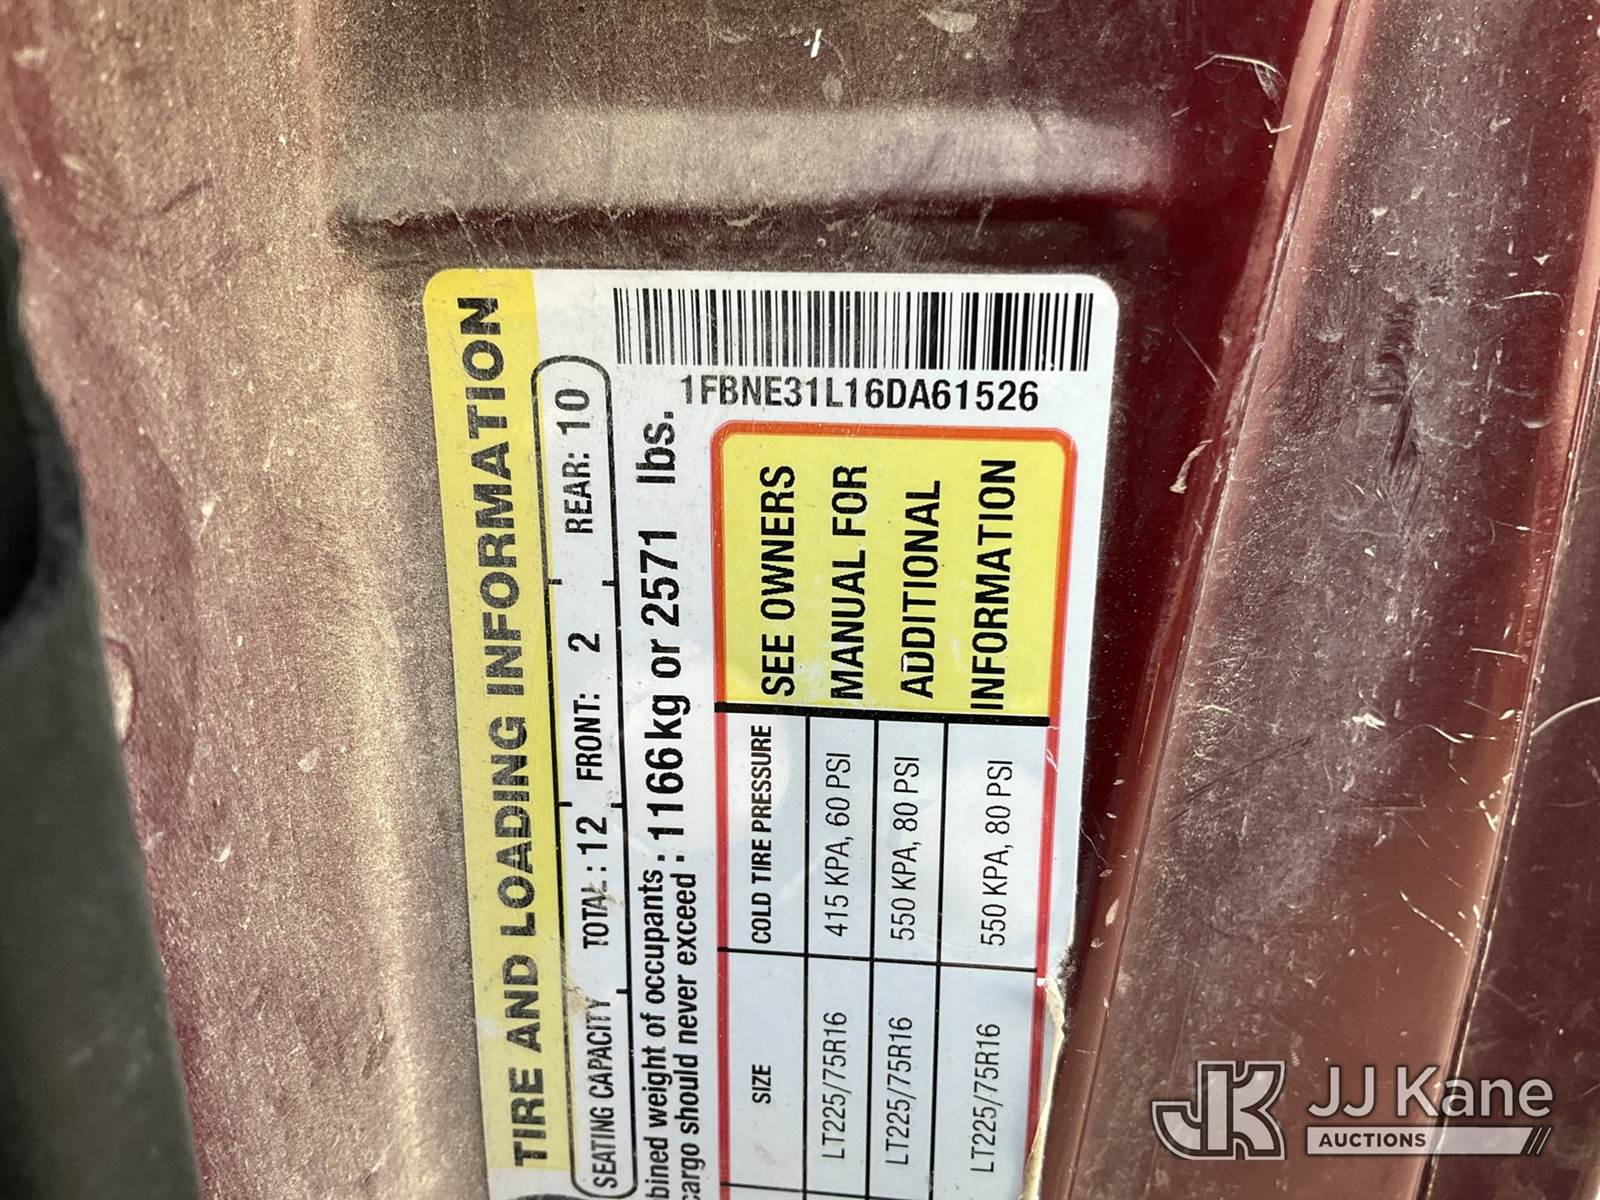 TIRE AND LOADING INFORMATION
SEATING CAPACITY TOTAL: 12 FRONT: 2 REAR: 10
bined weight of occupants
cargo should never exceed : 1166kg or 2571 lbs.
1FBNE31L16DA61526
SIZE COLD TIRE PRESSURE
LT225/75R16 415 KPA, 60 PSI
LT225/75R16 550 KPA, 80 PSI
LT225/75R16 550 KPA, 80 PSI
SEE OWNERS
MANUAL FOR
ADDITIONAL
INFORMATION
JK JJ Kane
AUCTIONS